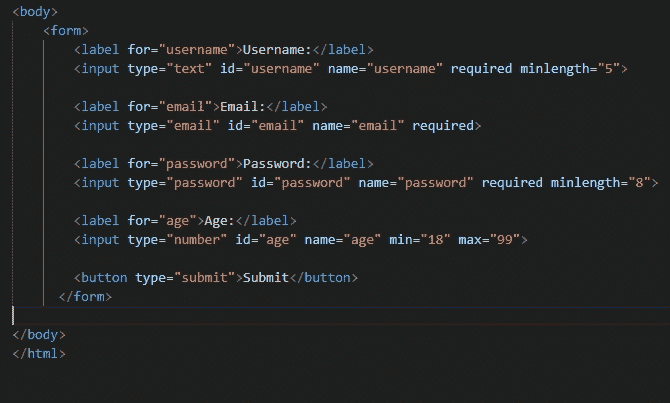 <body>
<form>
<label for="username">Username:</label>
<input type="text" id="username" name="username" required minlength="5">
<label for="email">Email:</label>
<input type="email" id="email" name="email" required>
<label for="password">Password:</label>
<input type="password" id="password" name="password" required minlength="8">
<label for="age">Age:</label>
<input type="number" id="age" name="age" min="18" max="99">
<button type="submit">Submit</button>
</form>
</body>
</html>